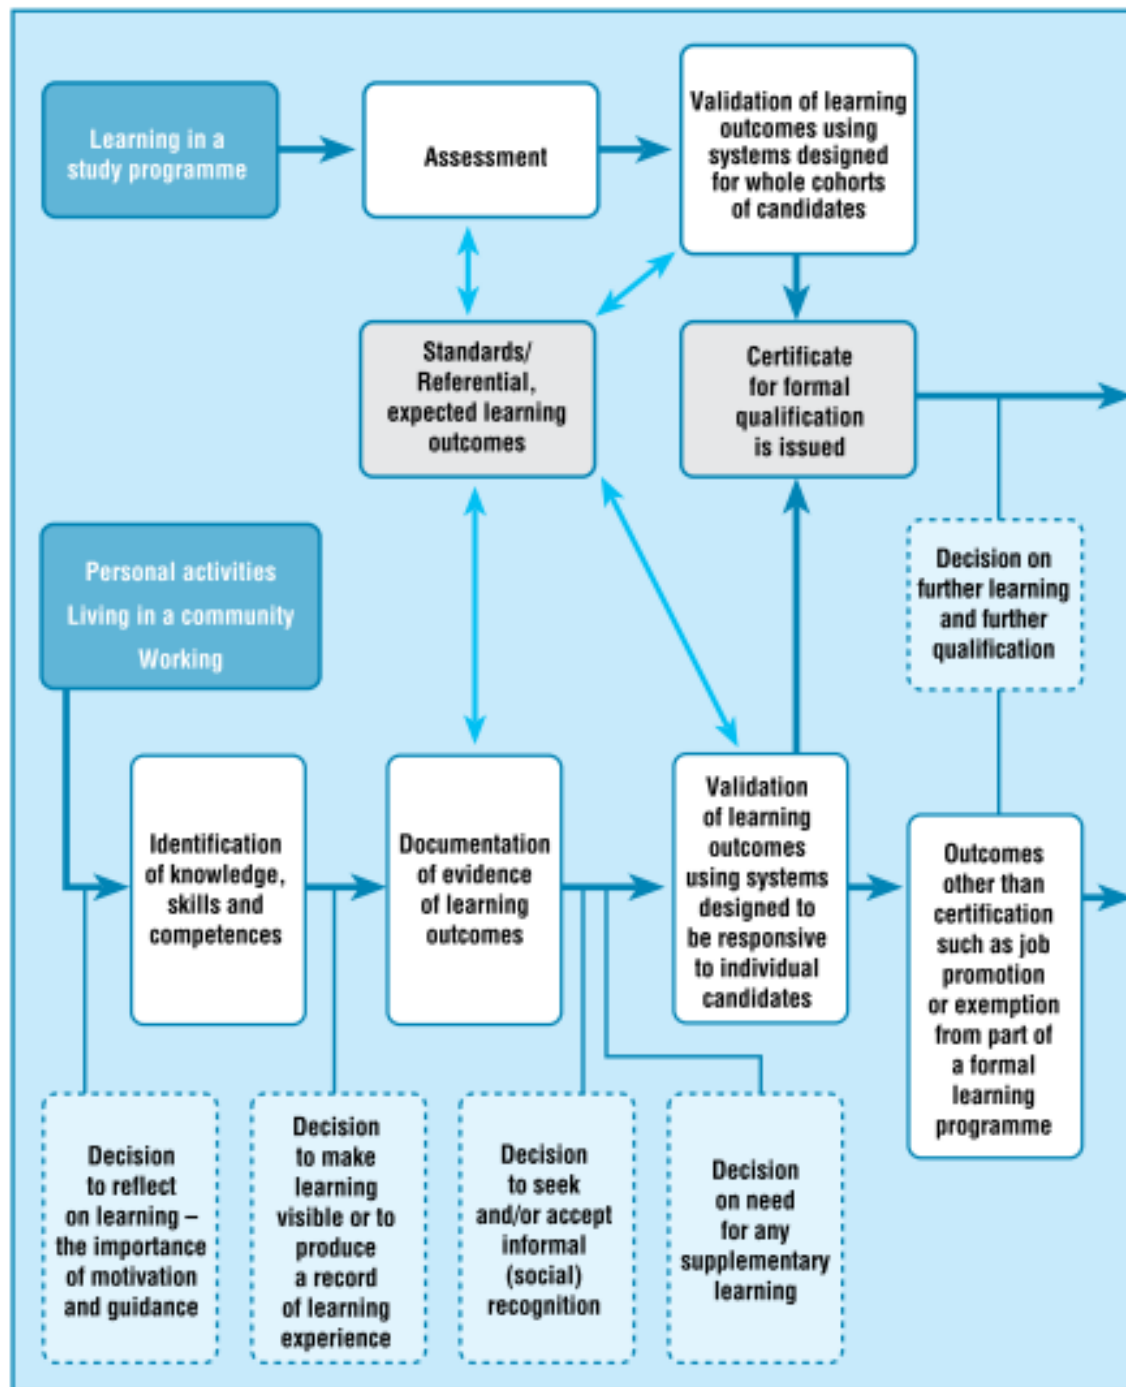 Learning in a
study programme
Assessment
Validation of learning
outcomes using
systems designed
for whole cohorts
of candidates
Standards/
Referential,
expected learning
outcomes
Certificate
for formal
qualification
is issued
Personal activities
Living in a community
Working
Decision on
further learning
and further
qualification
Identification
of knowledge,
skills and
competences
Documentation
of evidence
of learning
outcomes
Validation
of learning
outcomes
using systems
designed to
be responsive
to individual
candidates
Outcomes
other than
certification
such as job
promotion
or exemption
from part of
a formal
learning
programme
Decision
to reflect
on learning –
the importance
of motivation
and guidance
Decision
to make
learning
visible or to
produce
a record
of learning
experience
Decision
to seek
and/or accept
informal
(social)
recognition
Decision
on need
for any
supplementary
learning